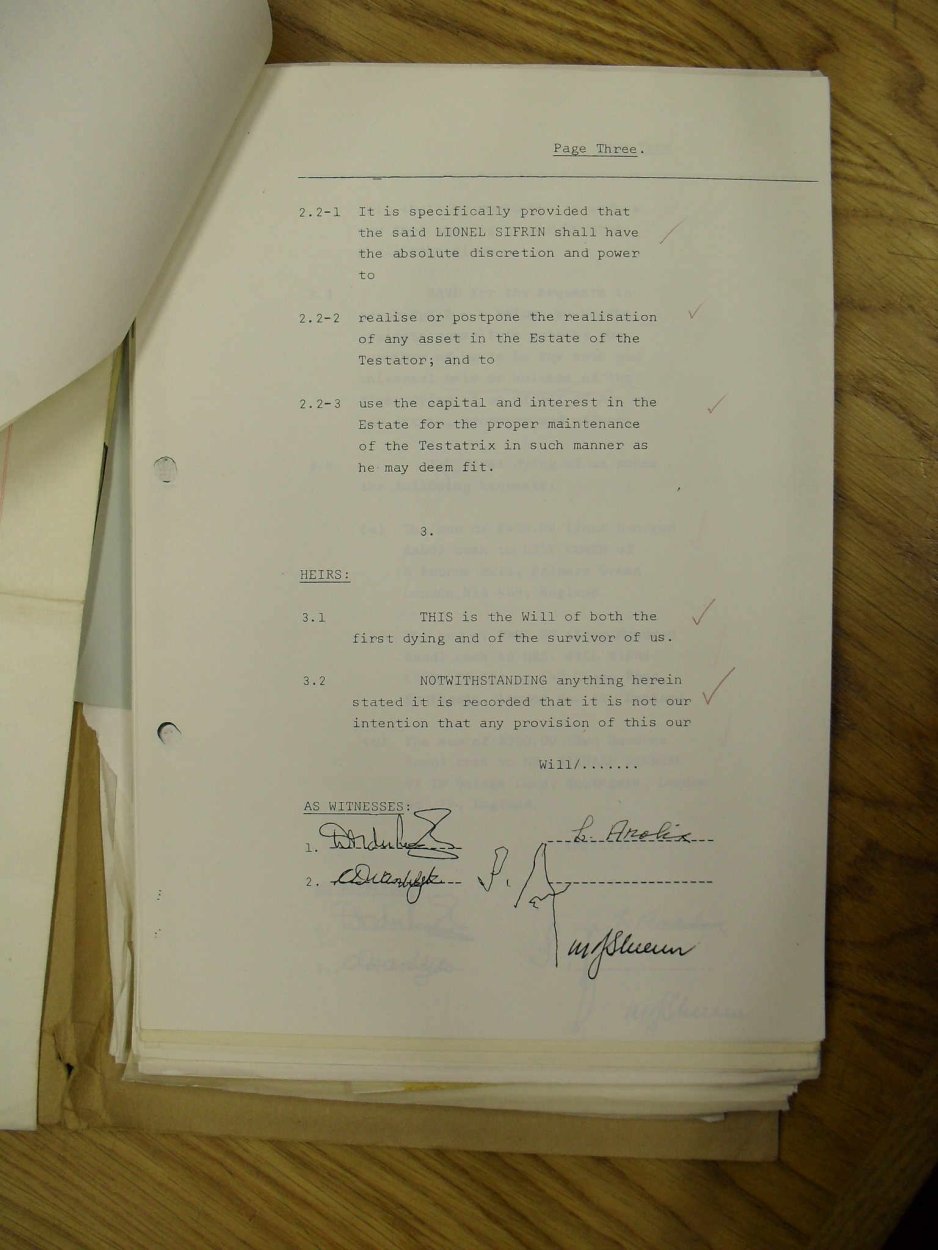 Page Three.
2.2-1 It is specifically provided that
the said LIONEL SIFRIN shall have
the absolute discretion and power
to
2.2-2 realise or postpone the realisation
of any asset in the Estate of the
Testator; and to
2.2-3 use the capital and interest in the
Estate for the proper maintenance
of the Testatrix in such manner as
he may deem fit.
3.
HEIRS:
3.1 THIS is the Will of both the
first dying and of the survivor of us.
3.2 NOTWITHSTANDING anything herein
stated it is recorded that it is not our
intention that any provision of this our
Will/.......
AS WITNESSES:
1.
2.